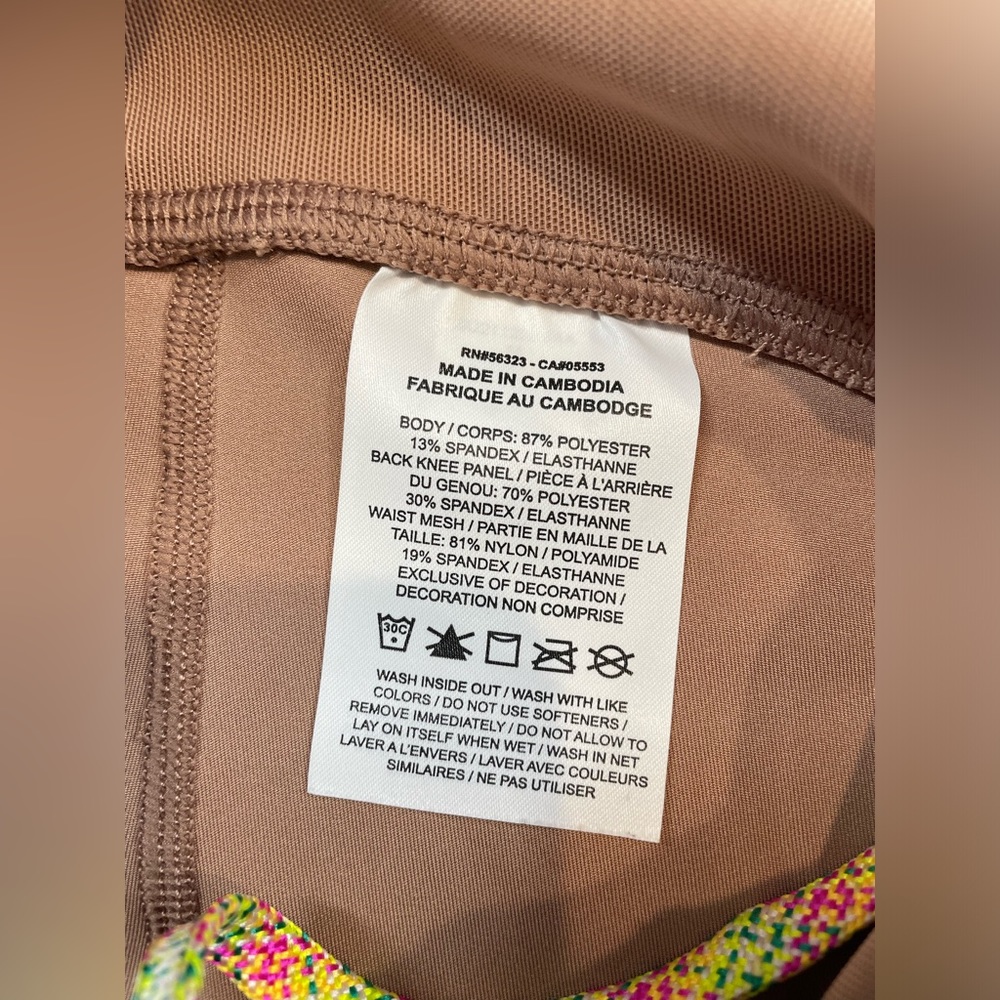 RN#56323 - CA#05553
MADE IN CAMBODIA
FABRIQUE AU CAMBODGE
BODY / CORPS: 87% POLYESTER
13% SPANDEX / ELASTHANNE
BACK KNEE PANEL / PIÈCE À L'ARRIÈRE
DU GENOU: 70% POLYESTER
30% SPANDEX / ELASTHANNE
WAIST MESH / PARTIE EN MAILLE DE LA
TAILLE: 81% NYLON / POLYAMIDE
19% SPANDEX / ELASTHANNE
EXCLUSIVE OF DECORATION /
DECORATION NON COMPRISE
30C
WASH INSIDE OUT / WASH WITH LIKE
COLORS / DO NOT USE SOFTENERS /
REMOVE IMMEDIATELY / DO NOT ALLOW TO
LAY ON ITSELF WHEN WET / WASH IN NET
LAVER A L'ENVERS / LAVER AVEC COULEURS
SIMILAIRES / NE PAS UTILISER